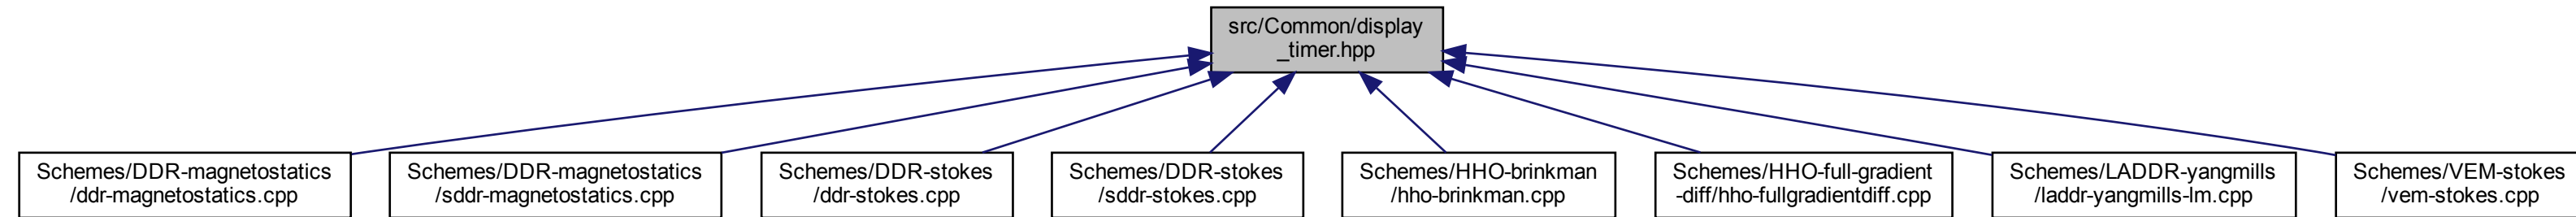 src/Common/display
_timer.hpp
Schemes/DDR-magnetostatics
/ddr-magnetostatics.cpp
Schemes/DDR-magnetostatics
/sddr-magnetostatics.cpp
Schemes/DDR-stokes
/ddr-stokes.cpp
Schemes/DDR-stokes
/sddr-stokes.cpp
Schemes/HHO-brinkman
/hho-brinkman.cpp
Schemes/HHO-full-gradient
-diff/hho-fullgradientdiff.cpp
Schemes/LADDR-yangmills
/laddr-yangmills-lm.cpp
Schemes/VEM-stokes
/vem-stokes.cpp